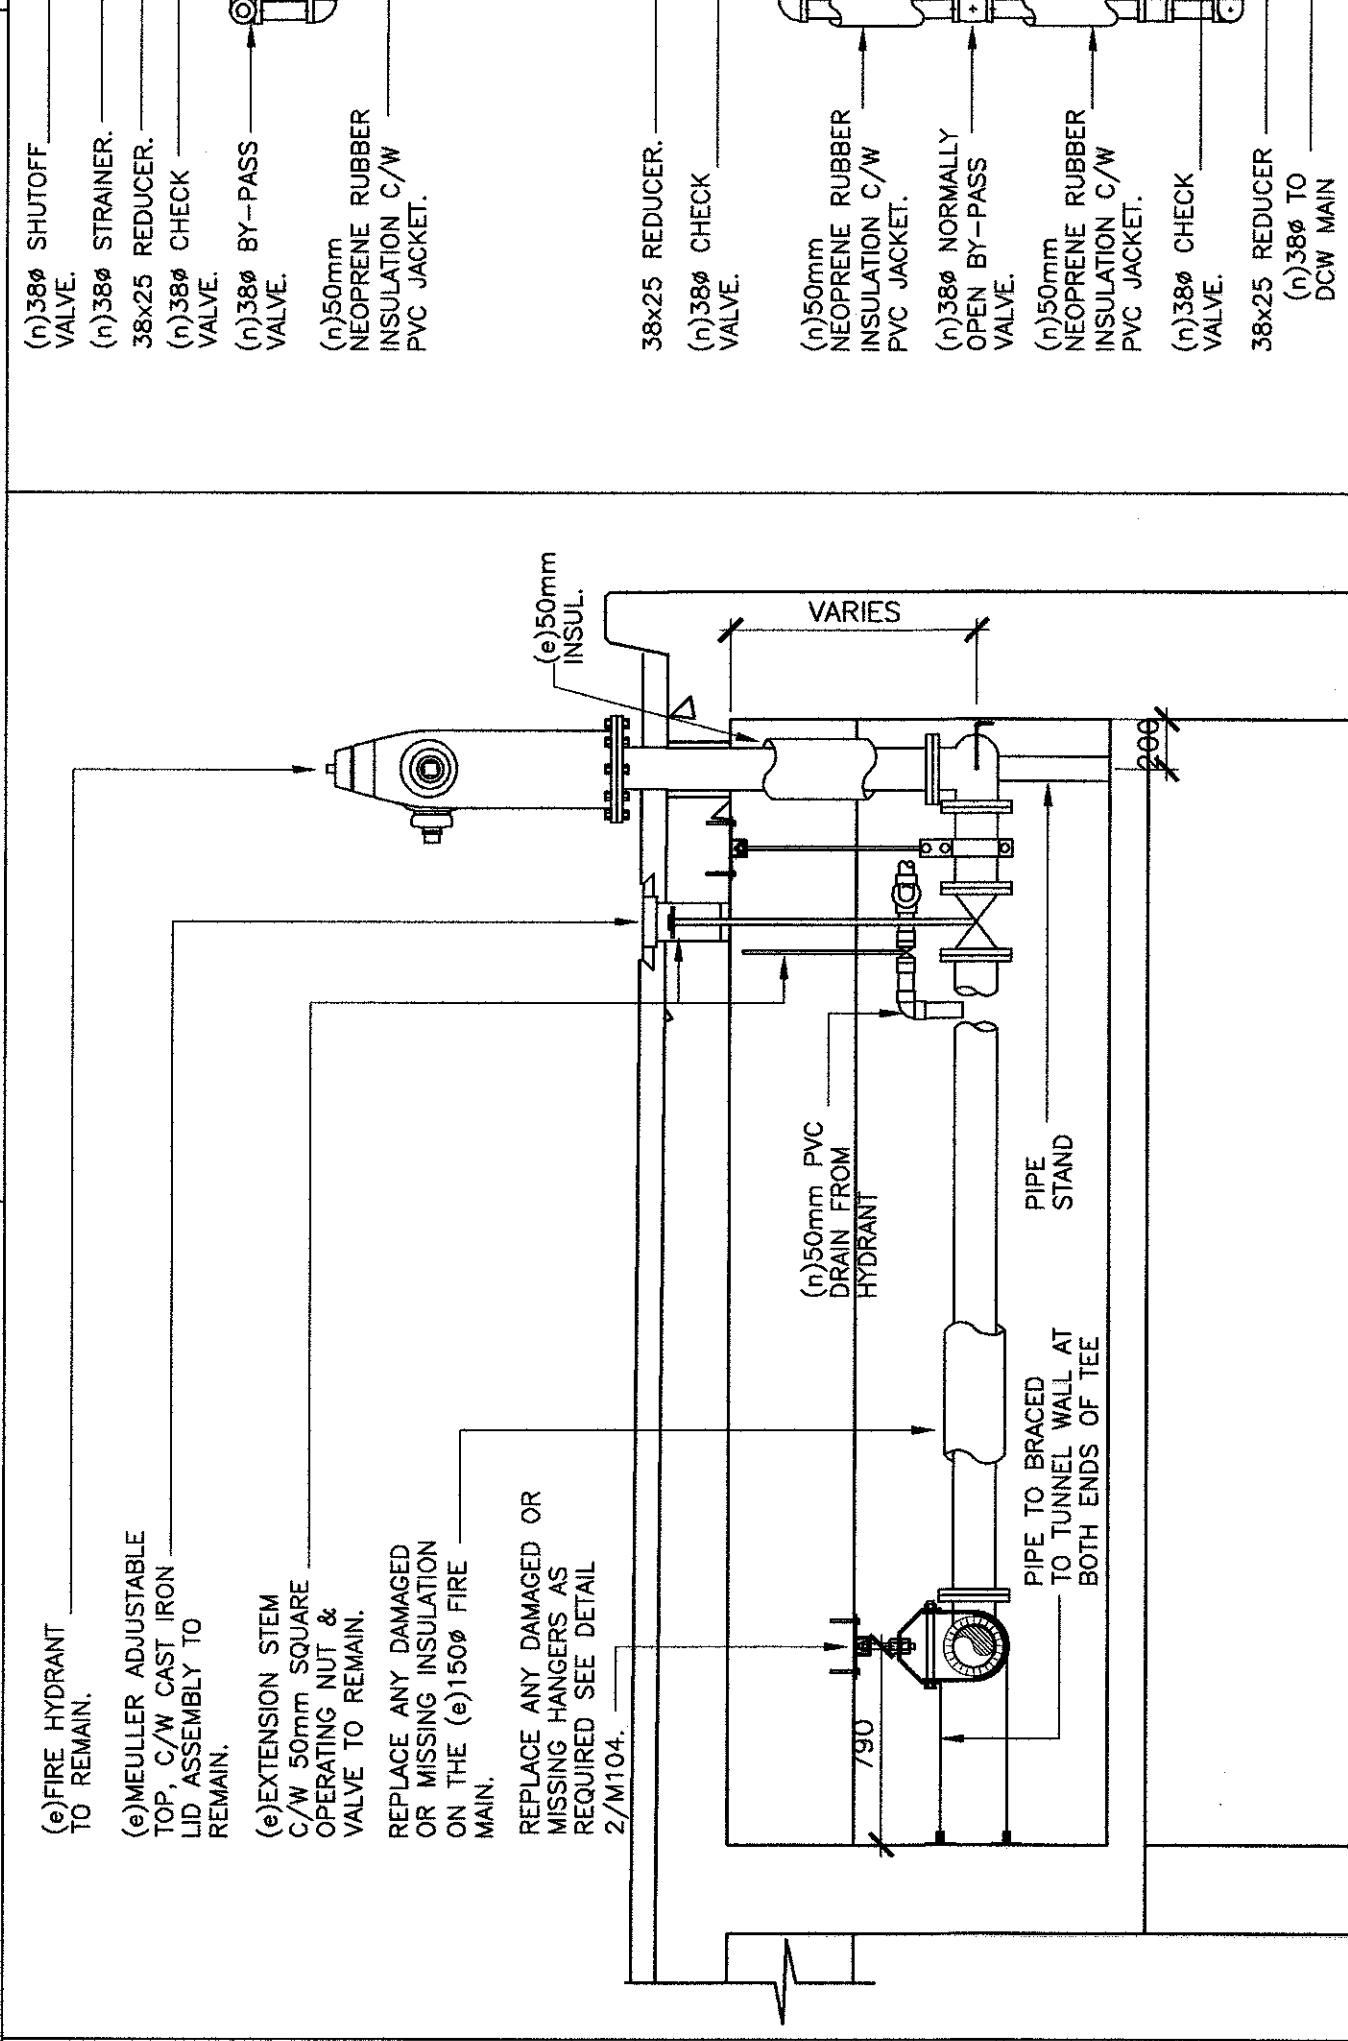 (e)FIRE HYDRANT
TO REMAIN.
(e)MEULLER ADJUSTABLE
TOP, C/W CAST IRON
LID ASSEMBLY TO
REMAIN.
(e)EXTENSION STEM
C/W 50mm SQUARE
OPERATING NUT &
VALVE TO REMAIN.
REPLACE ANY DAMAGED
OR MISSING INSULATION
ON THE (e)150ø FIRE
MAIN.
REPLACE ANY DAMAGED OR
MISSING HANGERS AS
REQUIRED SEE DETAIL
2/M104.
790
PIPE TO BRACED
TO TUNNEL WALL AT
BOTH ENDS OF TEE
(n)50mm PVC
DRAIN FROM
HYDRANT
PIPE
STAND
(e)50mm
INSUL.
VARIES
200
(n)38ø SHUTOFF
VALVE.
(n)38ø STRAINER.
38x25 REDUCER.
(n)38ø CHECK
VALVE.
(n)38ø BY-PASS
VALVE.
(n)50mm
NEOPRENE RUBBER
INSULATION C/W
PVC JACKET.
38x25 REDUCER.
(n)38ø CHECK
VALVE.
(n)50mm
NEOPRENE RUBBER
INSULATION C/W
PVC JACKET.
(n)38ø NORMALLY
OPEN BY-PASS
VALVE.
(n)50mm
NEOPRENE RUBBER
INSULATION C/W
PVC JACKET.
(n)38ø CHECK
VALVE.
38x25 REDUCER
(n)38ø TO
DCW MAIN